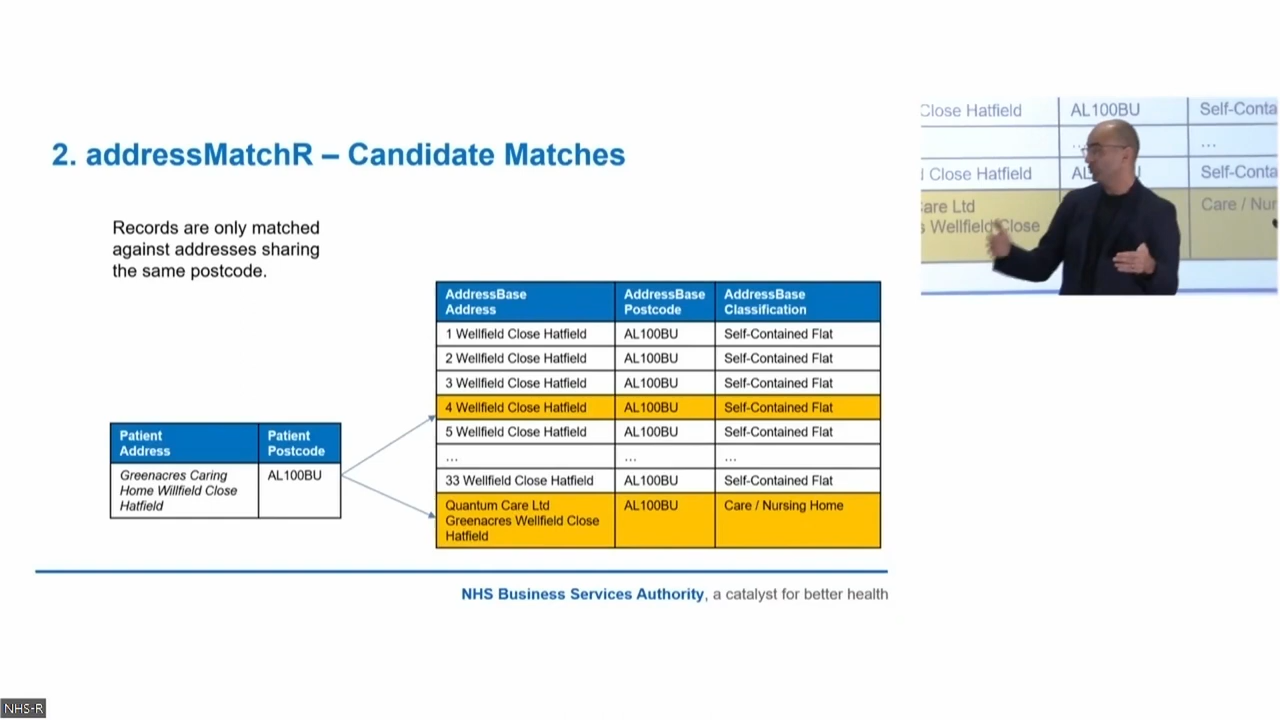 2. addressMatchR – Candidate Matches
Records are only matched
against addresses sharing
the same postcode.
Patient Address Patient Postcode
Greenacres Caring Home Willfield Close Hatfield AL100BU
AddressBase Address AddressBase Postcode AddressBase Classification
1 Wellfield Close Hatfield AL100BU Self-Contained Flat
2 Wellfield Close Hatfield AL100BU Self-Contained Flat
3 Wellfield Close Hatfield AL100BU Self-Contained Flat
4 Wellfield Close Hatfield AL100BU Self-Contained Flat
5 Wellfield Close Hatfield AL100BU Self-Contained Flat
... ... ...
33 Wellfield Close Hatfield AL100BU Self-Contained Flat
Quantum Care Ltd Greenacres Wellfield Close Hatfield AL100BU Care / Nursing Home
NHS Business Services Authority, a catalyst for better health
Close Hatfield AL100BU Self-Conta
...
Close Hatfield Self-Conta
are Ltd Care / Nur
Wellfield Close
NHS-R